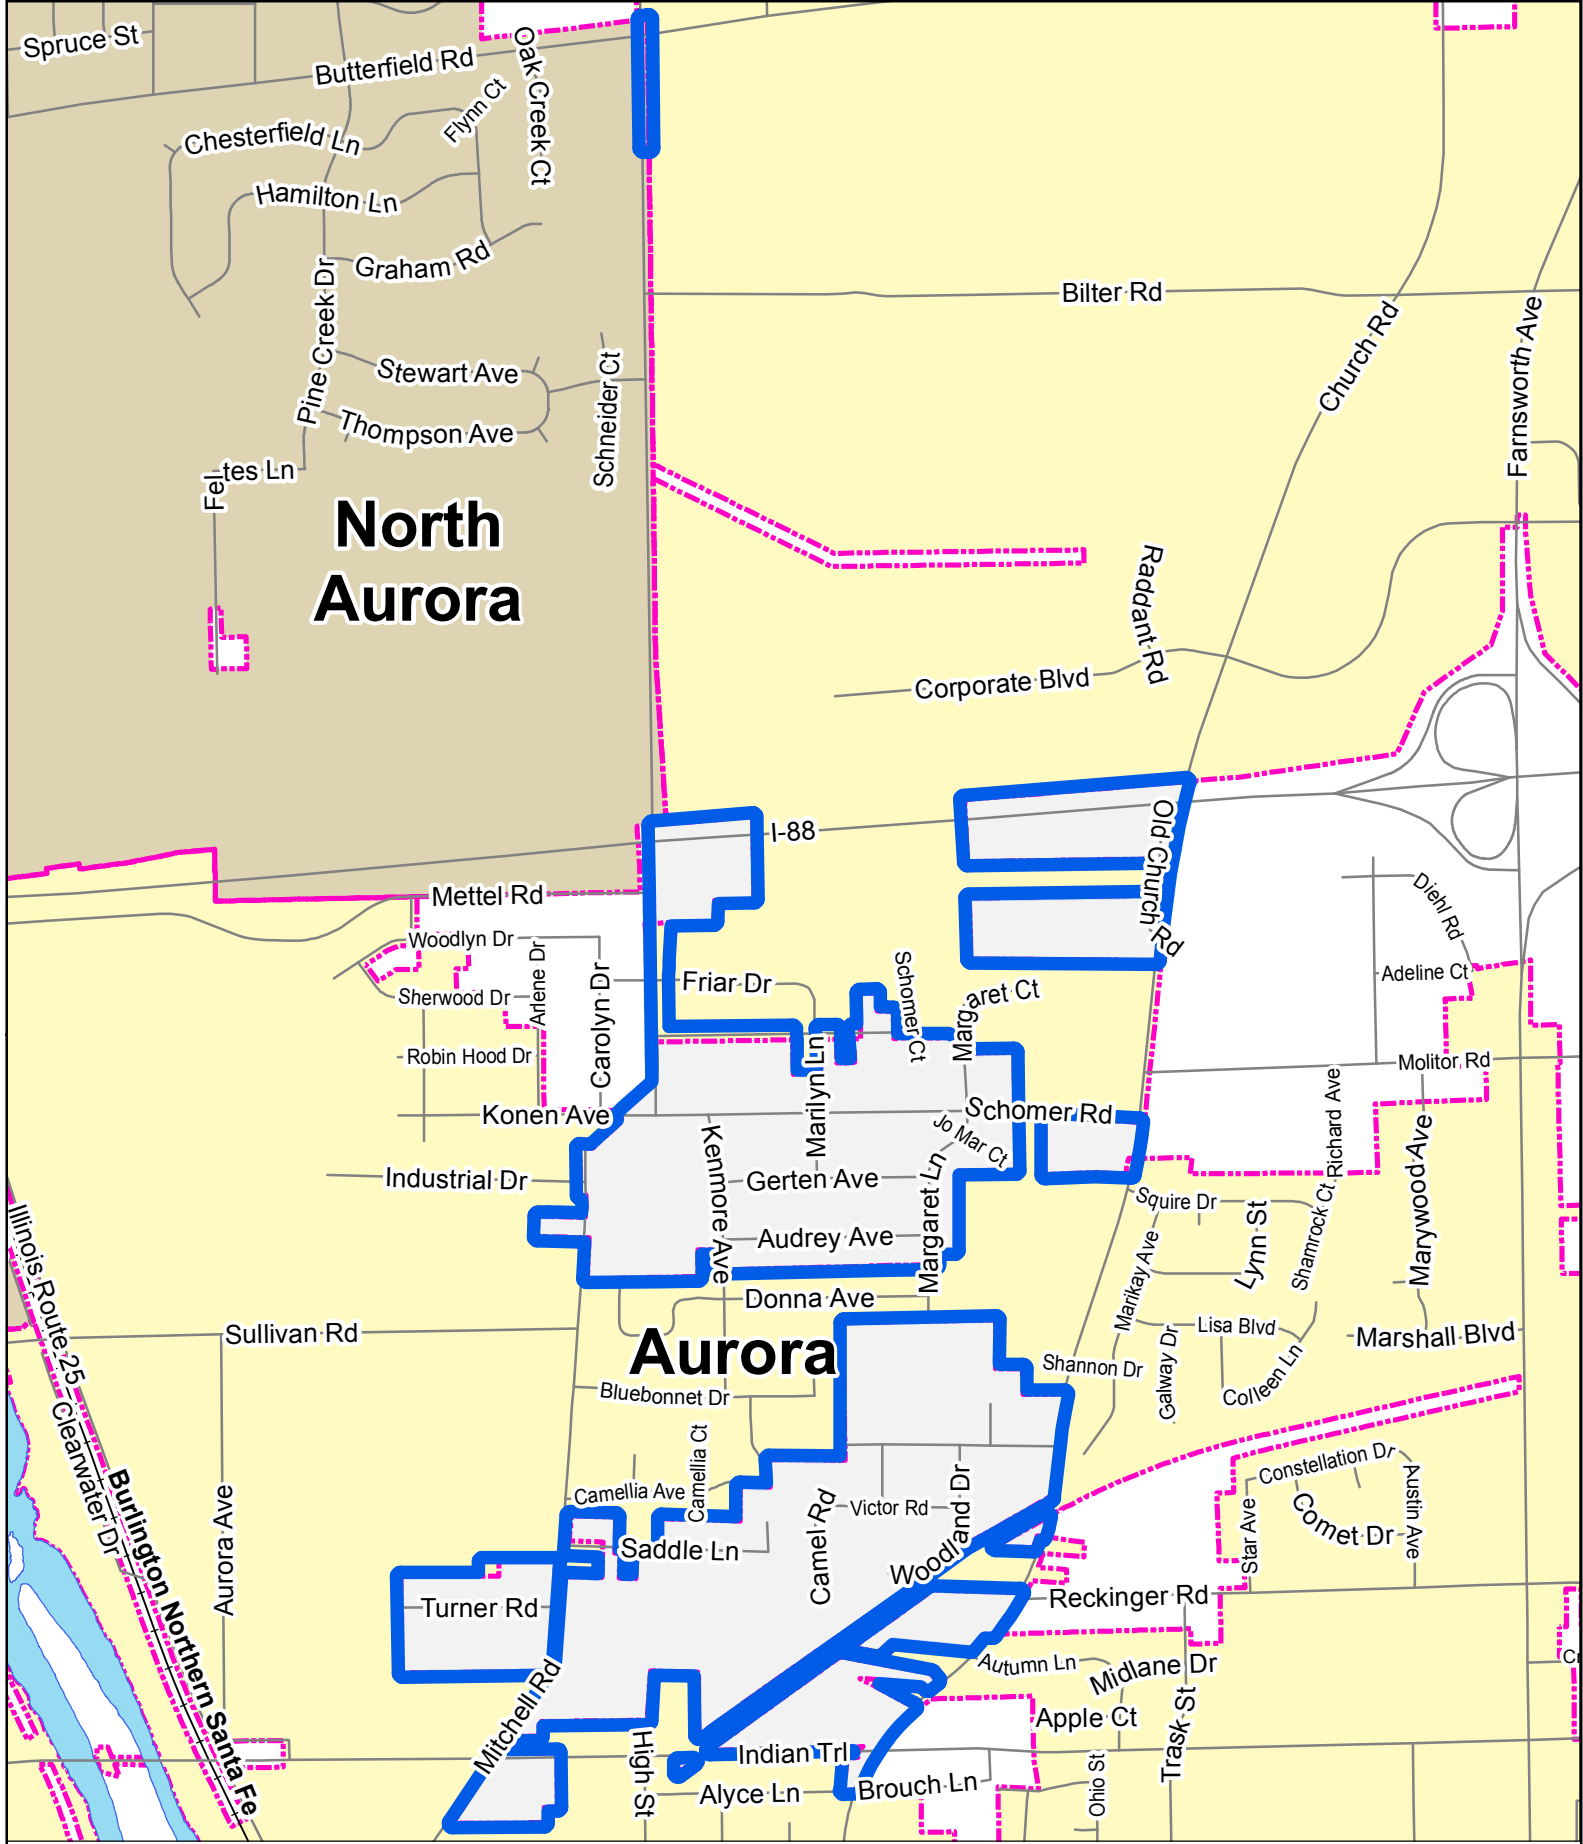 Spruce St
Butterfield Rd
Oak Creek Ct
Flynn Ct
Chesterfield Ln
Hamilton Ln
Graham Rd
Pine Creek Dr
Bilter Rd
Church Rd
Farnsworth Ave
Stewart Ave
Schneider Ct
Thompson Ave
Feltes Ln
North
Aurora
Raddant Rd
Corporate Blvd
I-88
Old Church Rd
Mettel Rd
Diehl Rd
Woodlyn Dr
Arlene Dr
Carolyn Dr
Friar Dr
Schomer Ct
Margaret Ct
Adeline Ct
Sherwood Dr
Robin Hood Dr
Marilyn Ln
Molitor Rd
Konen Ave
Schomer Rd
Richard Ave
Jo Mar Ct
Kenmore Ave
Marywood Ave
Industrial Dr
Gerten Ave
Margaret Ln
Squire Dr
Lynn St
Shamrock Ct
Audrey Ave
Marikay Ave
Illinois Route 25
Donna Ave
Sullivan Rd
Aurora
Lisa Blvd
Marshall Blvd
Shannon Dr
Galway Dr
Colleen Ln
Bluebonnet Dr
Clearwater Dr
Camellia Ct
Constellation Dr
Burlington Northern Santa Fe
Aurora Ave
Camellia Ave
Camel Rd
Victor Rd
Woodland Dr
Comet Dr
Austin Ave
Star Ave
Saddle Ln
Turner Rd
Reckinger Rd
Mitchell Rd
Autumn Ln
Midlane Dr
Trask St
Apple Ct
High St
Indian Trl
Alyce Ln
Brouch Ln
Ohio St